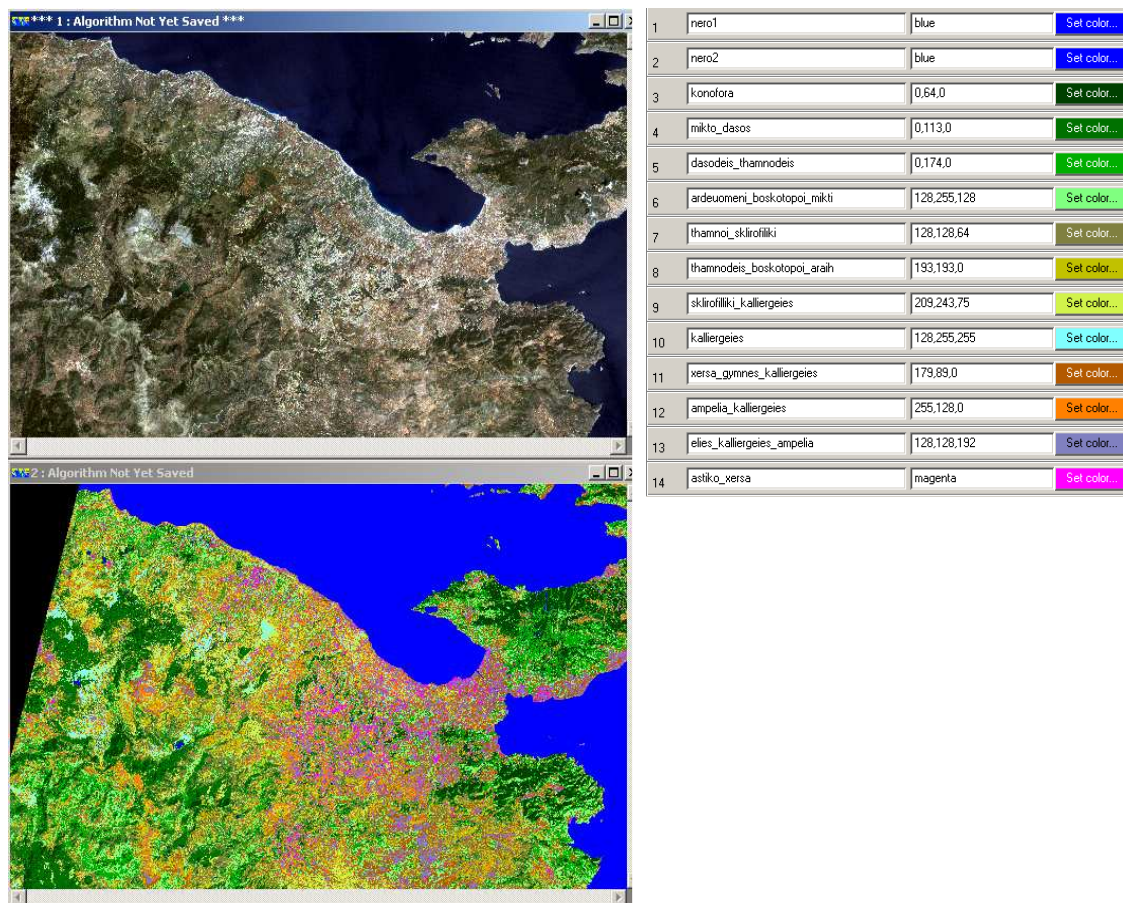 *** 1 : Algorithm Not Yet Saved ***
1 nero1 blue Set color...
2 nero2 blue Set color...
3 konofora 0,64,0 Set color...
4 mikto_dasos 0,113,0 Set color...
5 dasodeis_thamnodeis 0,174,0 Set color...
6 ardeuomeni_boskotopoi_mikti 128,255,128 Set color...
7 thamnoi_sklirofiliki 128,128,64 Set color...
8 thamnodeis_boskotopoi_araih 193,193,0 Set color...
9 sklirofilliki_kalliergeies 209,243,75 Set color...
10 kalliergeies 128,255,255 Set color...
11 xersa_gymnes_kalliergeies 179,89,0 Set color...
12 ampelia_kalliergeies 255,128,0 Set color...
13 elies_kalliergeies_ampelia 128,128,192 Set color...
14 astiko_xersa magenta Set color...
2 : Algorithm Not Yet Saved